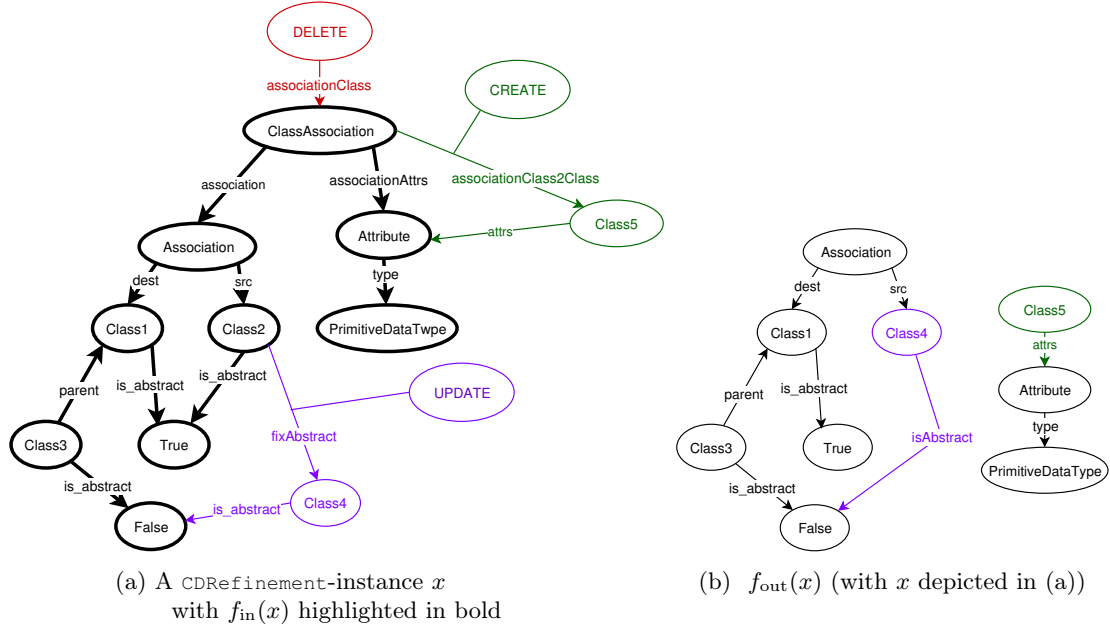 DELETE
associationClass
CREATE
ClassAssociation
association
associationAttrs
associationClass2Class
Association
Attribute
attrs
Class5
dest
src
type
Class1
Class2
PrimitiveDataTwpe
parent
is_abstract
is_abstract
UPDATE
fixAbstract
Class3
True
is_abstract
Class4
is_abstract
False
(a) A CDRefinement-instance x
with fin(x) highlighted in bold
Association
dest
src
Class1
Class4
Class5
attrs
parent
is_abstract
Attribute
isAbstract
type
Class3
True
PrimitiveDataType
is_abstract
False
(b) fout(x) (with x depicted in (a))